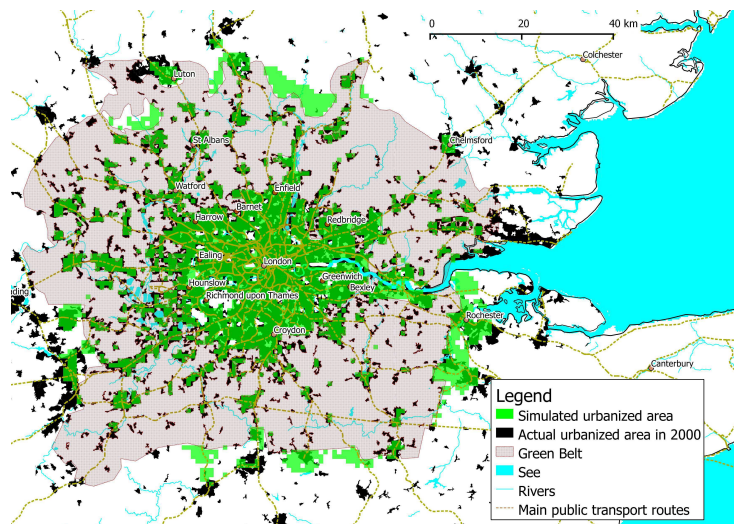 0 20 40 km
Colchester
Luton
St Albans
Chelmsford
Watford
Enfield
Barnet
Harrow
Redbridge
Ealing
London
Hounslow
Greenwich
Bexley
Richmond upon Thames
Rochester
Croydon
Canterbury
Legend
Simulated urbanized area
Actual urbanized area in 2000
Green Belt
See
Rivers
Main public transport routes